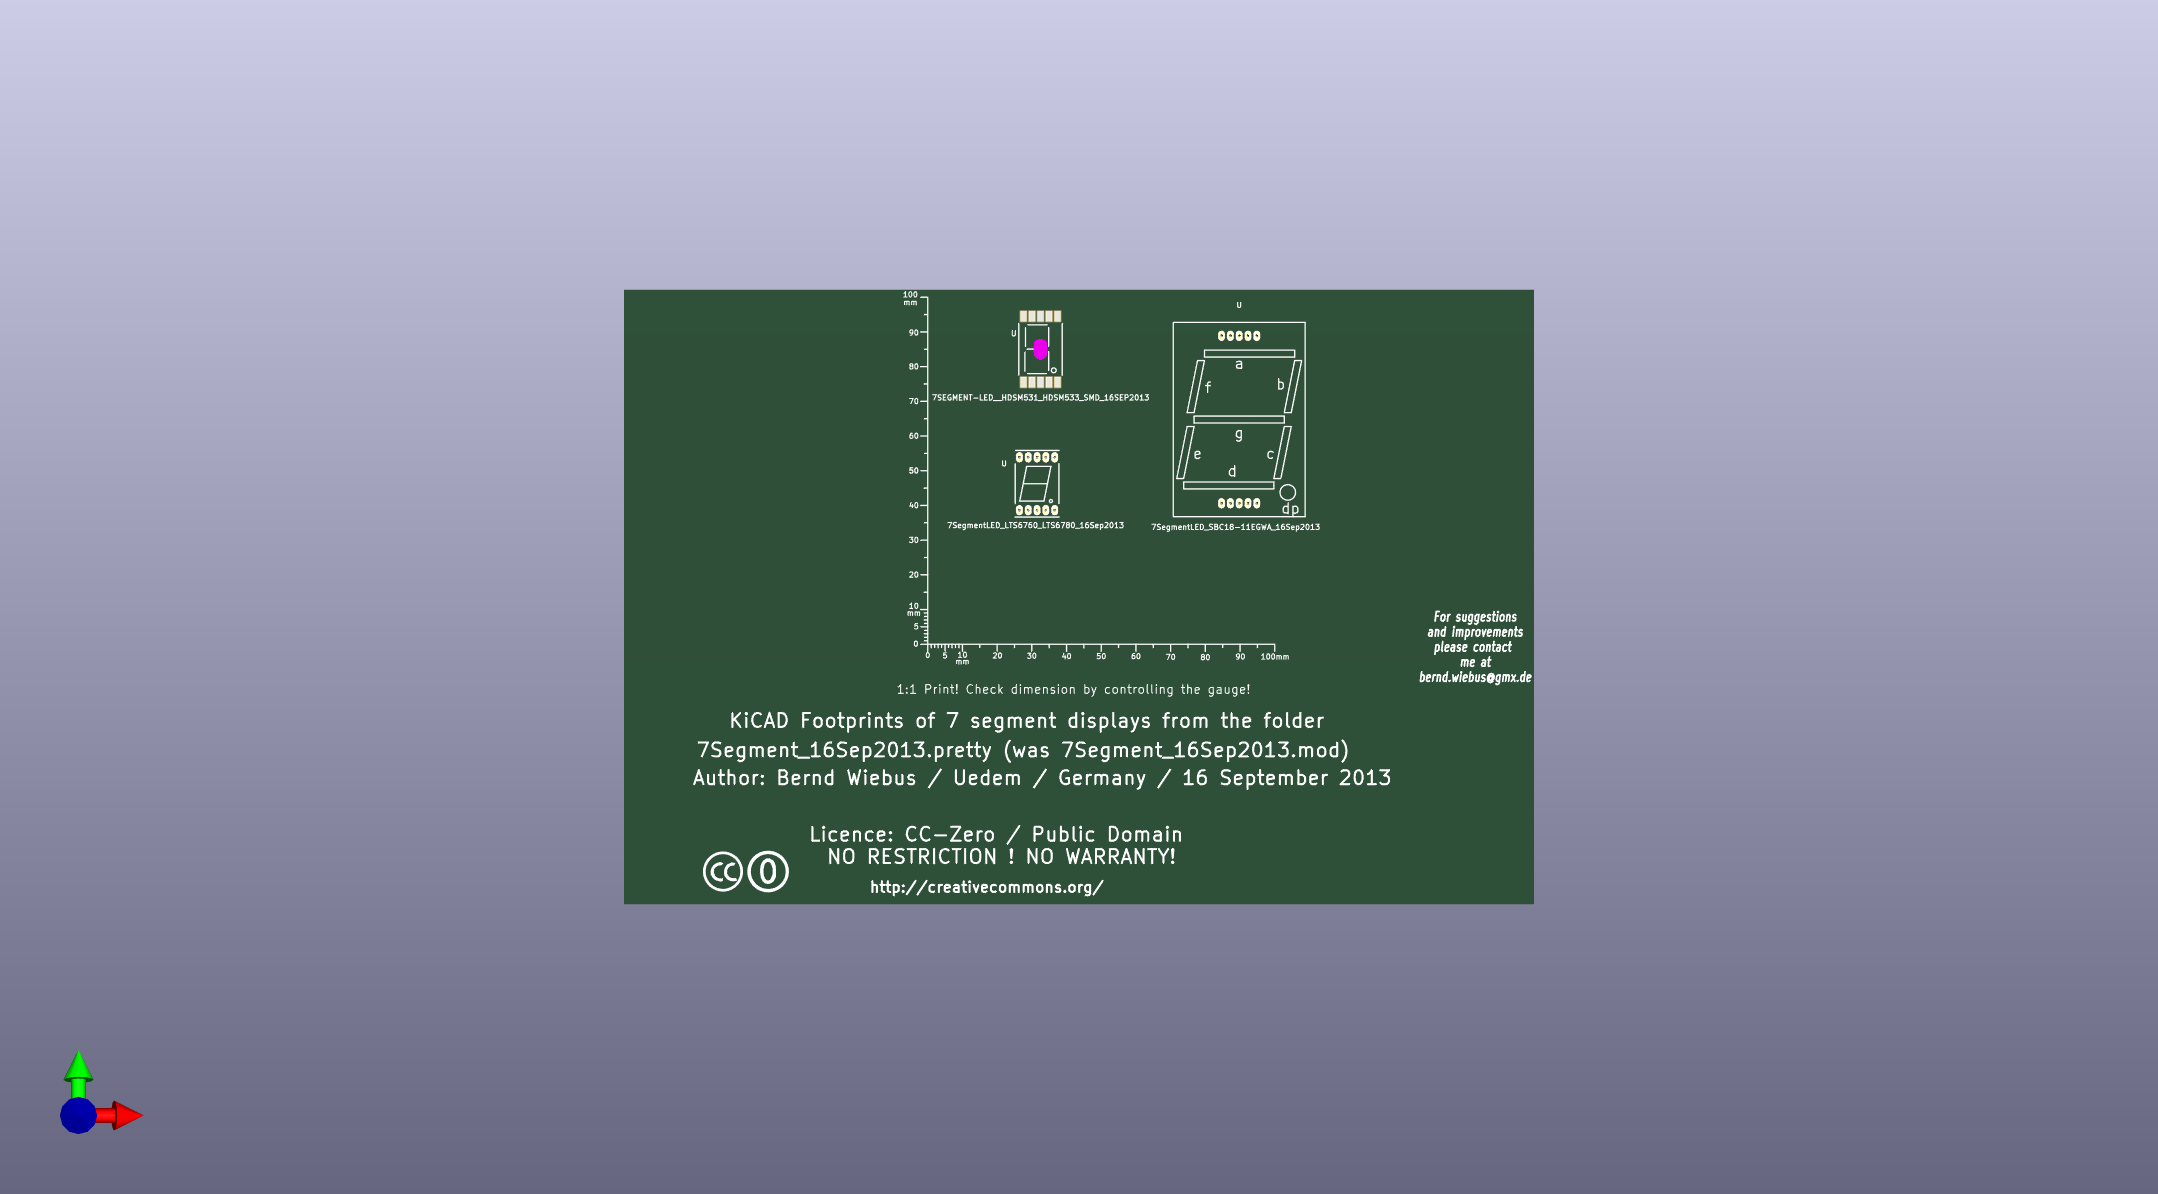 100
mm
90
80
70
60
50
40
30
20
10
mm
5
0
0 5 10 20 30 40 50 60 70 80 90 100mm
mm
U
7SEGMENT-LED__HDSM531_HDSM533_SMD_16SEP2013
U
7SegmentLED_LTS6760_LTS6780_16Sep2013
U
a
f b
g
e c
d
dp
7SegmentLED_SBC18-11EGWA_16Sep2013
For suggestions
and improvements
please contact
me at
bernd.wiebus@gmx.de
1:1 Print! Check dimension by controlling the gauge!
KiCAD Footprints of 7 segment displays from the folder
7Segment_16Sep2013.pretty (was 7Segment_16Sep2013.mod)
Author: Bernd Wiebus / Uedem / Germany / 16 September 2013
Licence: CC-Zero / Public Domain
NO RESTRICTION ! NO WARRANTY!
CC 0
http://creativecommons.org/